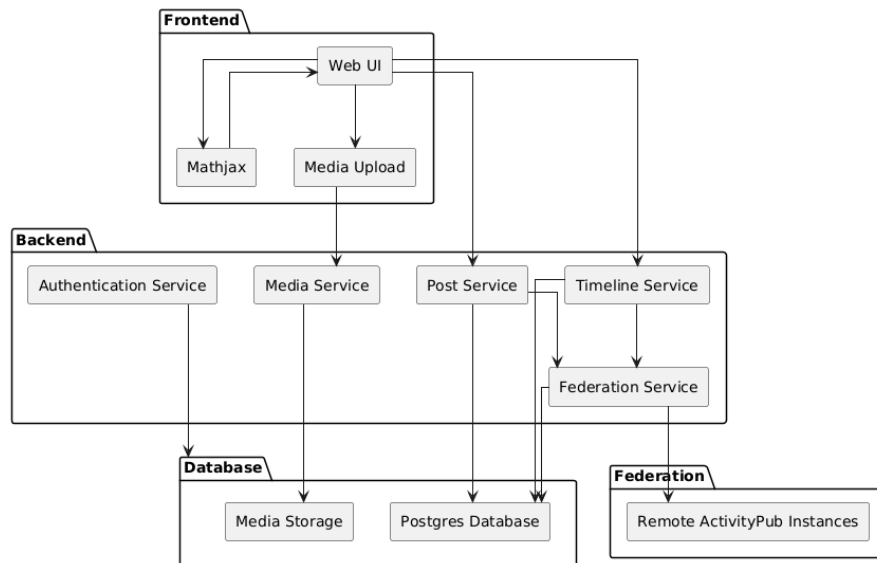 Frontend
Web UI
Mathjax
Media Upload
Backend
Authentication Service
Media Service
Post Service
Timeline Service
Federation Service
Database
Media Storage
Postgres Database
Federation
Remote ActivityPub Instances